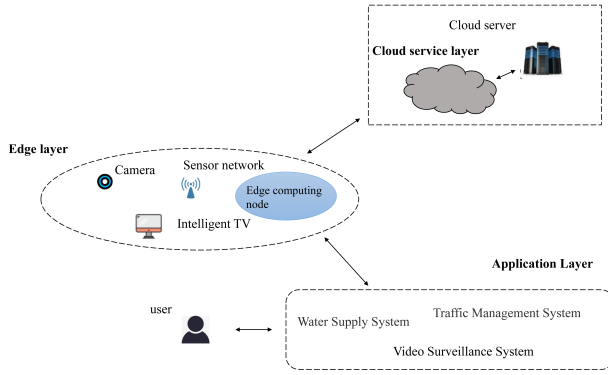 Cloud server
Cloud service layer
Edge layer
Camera
Sensor network
Edge computing
node
Intelligent TV
Application Layer
user
Water Supply System
Traffic Management System
Video Surveillance System